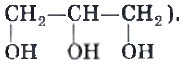 CH₂—CH—CH₂).
OH OH OH